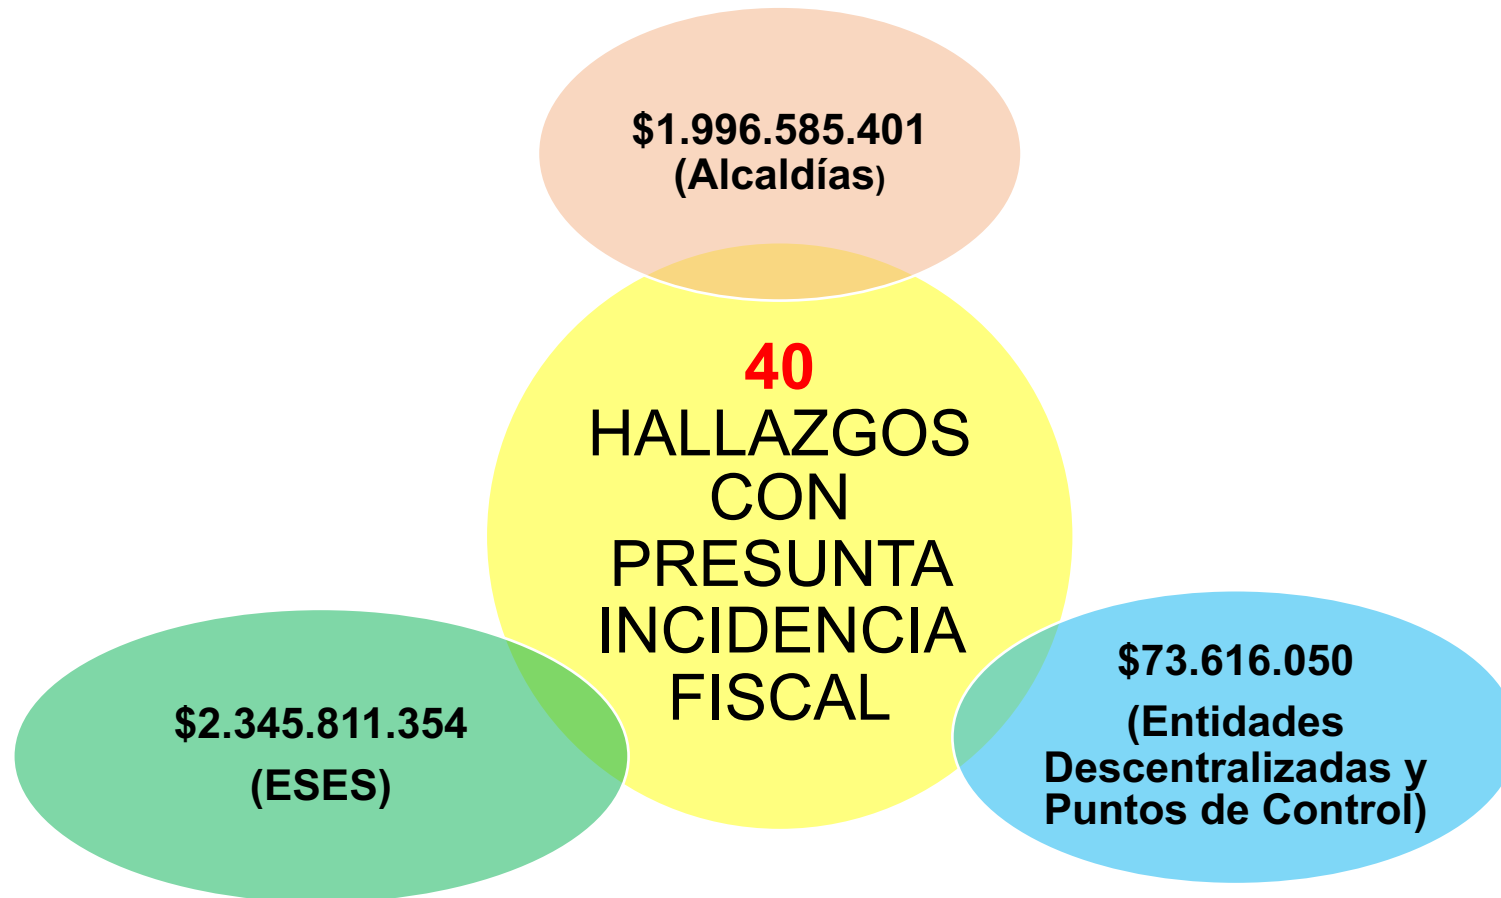 $1.996.585.401
(Alcaldías)
40
HALLAZGOS
CON
PRESUNTA
INCIDENCIA
FISCAL
$2.345.811.354
(ESES)
$73.616.050
(Entidades
Descentralizadas y
Puntos de Control)